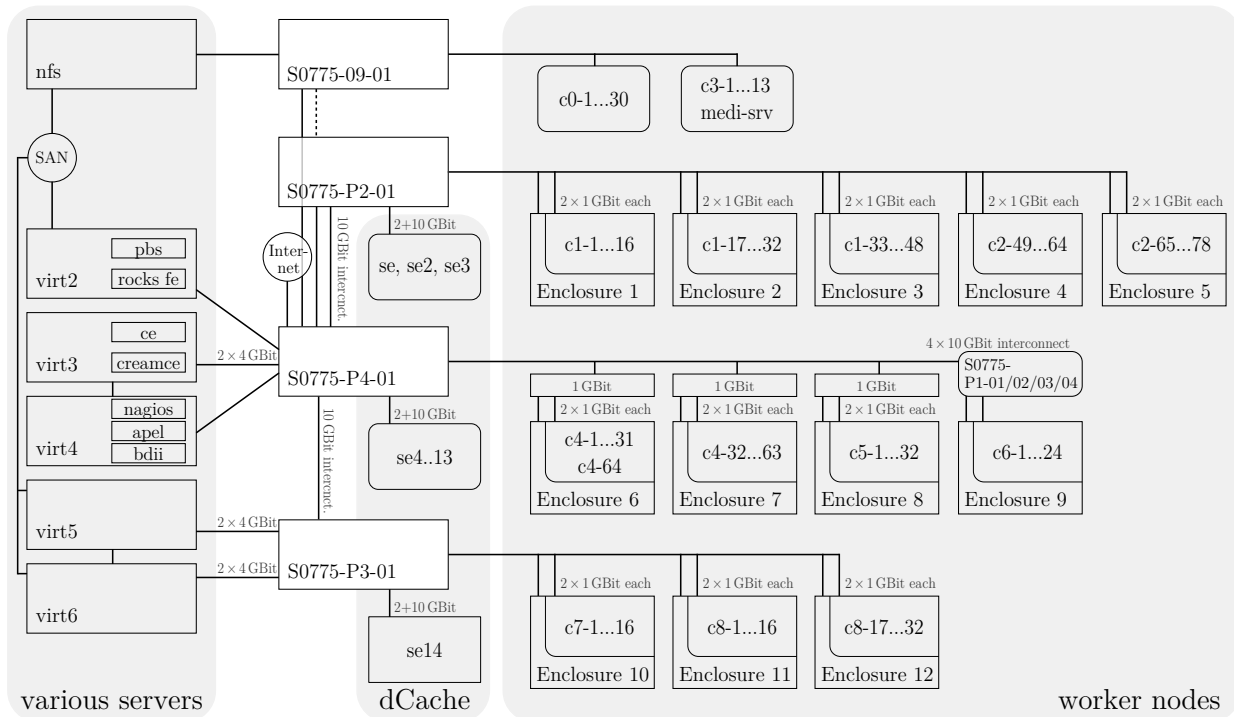 nfs
S0775-09-01
c0-1...30
c3-1...13
medi-srv
SAN
S0775-P2-01
2 × 1 GBit each
2 × 1 GBit each
2 × 1 GBit each
2 × 1 GBit each
2 × 1 GBit each
c1-1...16
Enclosure 1
c1-17...32
Enclosure 2
c1-33...48
Enclosure 3
c2-49...64
Enclosure 4
c2-65...78
Enclosure 5
10 GBit intercnct.
2+10 GBit
se, se2, se3
Inter-
net
pbs
rocks fe
virt2
ce
creamce
virt3
2 × 4 GBit
S0775-P4-01
4 × 10 GBit interconnect
S0775-
P1-01/02/03/04
1 GBit
1 GBit
1 GBit
2 × 1 GBit each
2 × 1 GBit each
2 × 1 GBit each
c4-1...31
c4-64
Enclosure 6
c4-32...63
Enclosure 7
c5-1...32
Enclosure 8
c6-1...24
Enclosure 9
nagios
apel
bdii
virt4
10 GBit intercnct.
2+10 GBit
se4..13
virt5
2 × 4 GBit
S0775-P3-01
virt6
2 × 4 GBit
2+10 GBit
se14
2 × 1 GBit each
2 × 1 GBit each
2 × 1 GBit each
c7-1...16
Enclosure 10
c8-1...16
Enclosure 11
c8-17...32
Enclosure 12
various servers
dCache
worker nodes